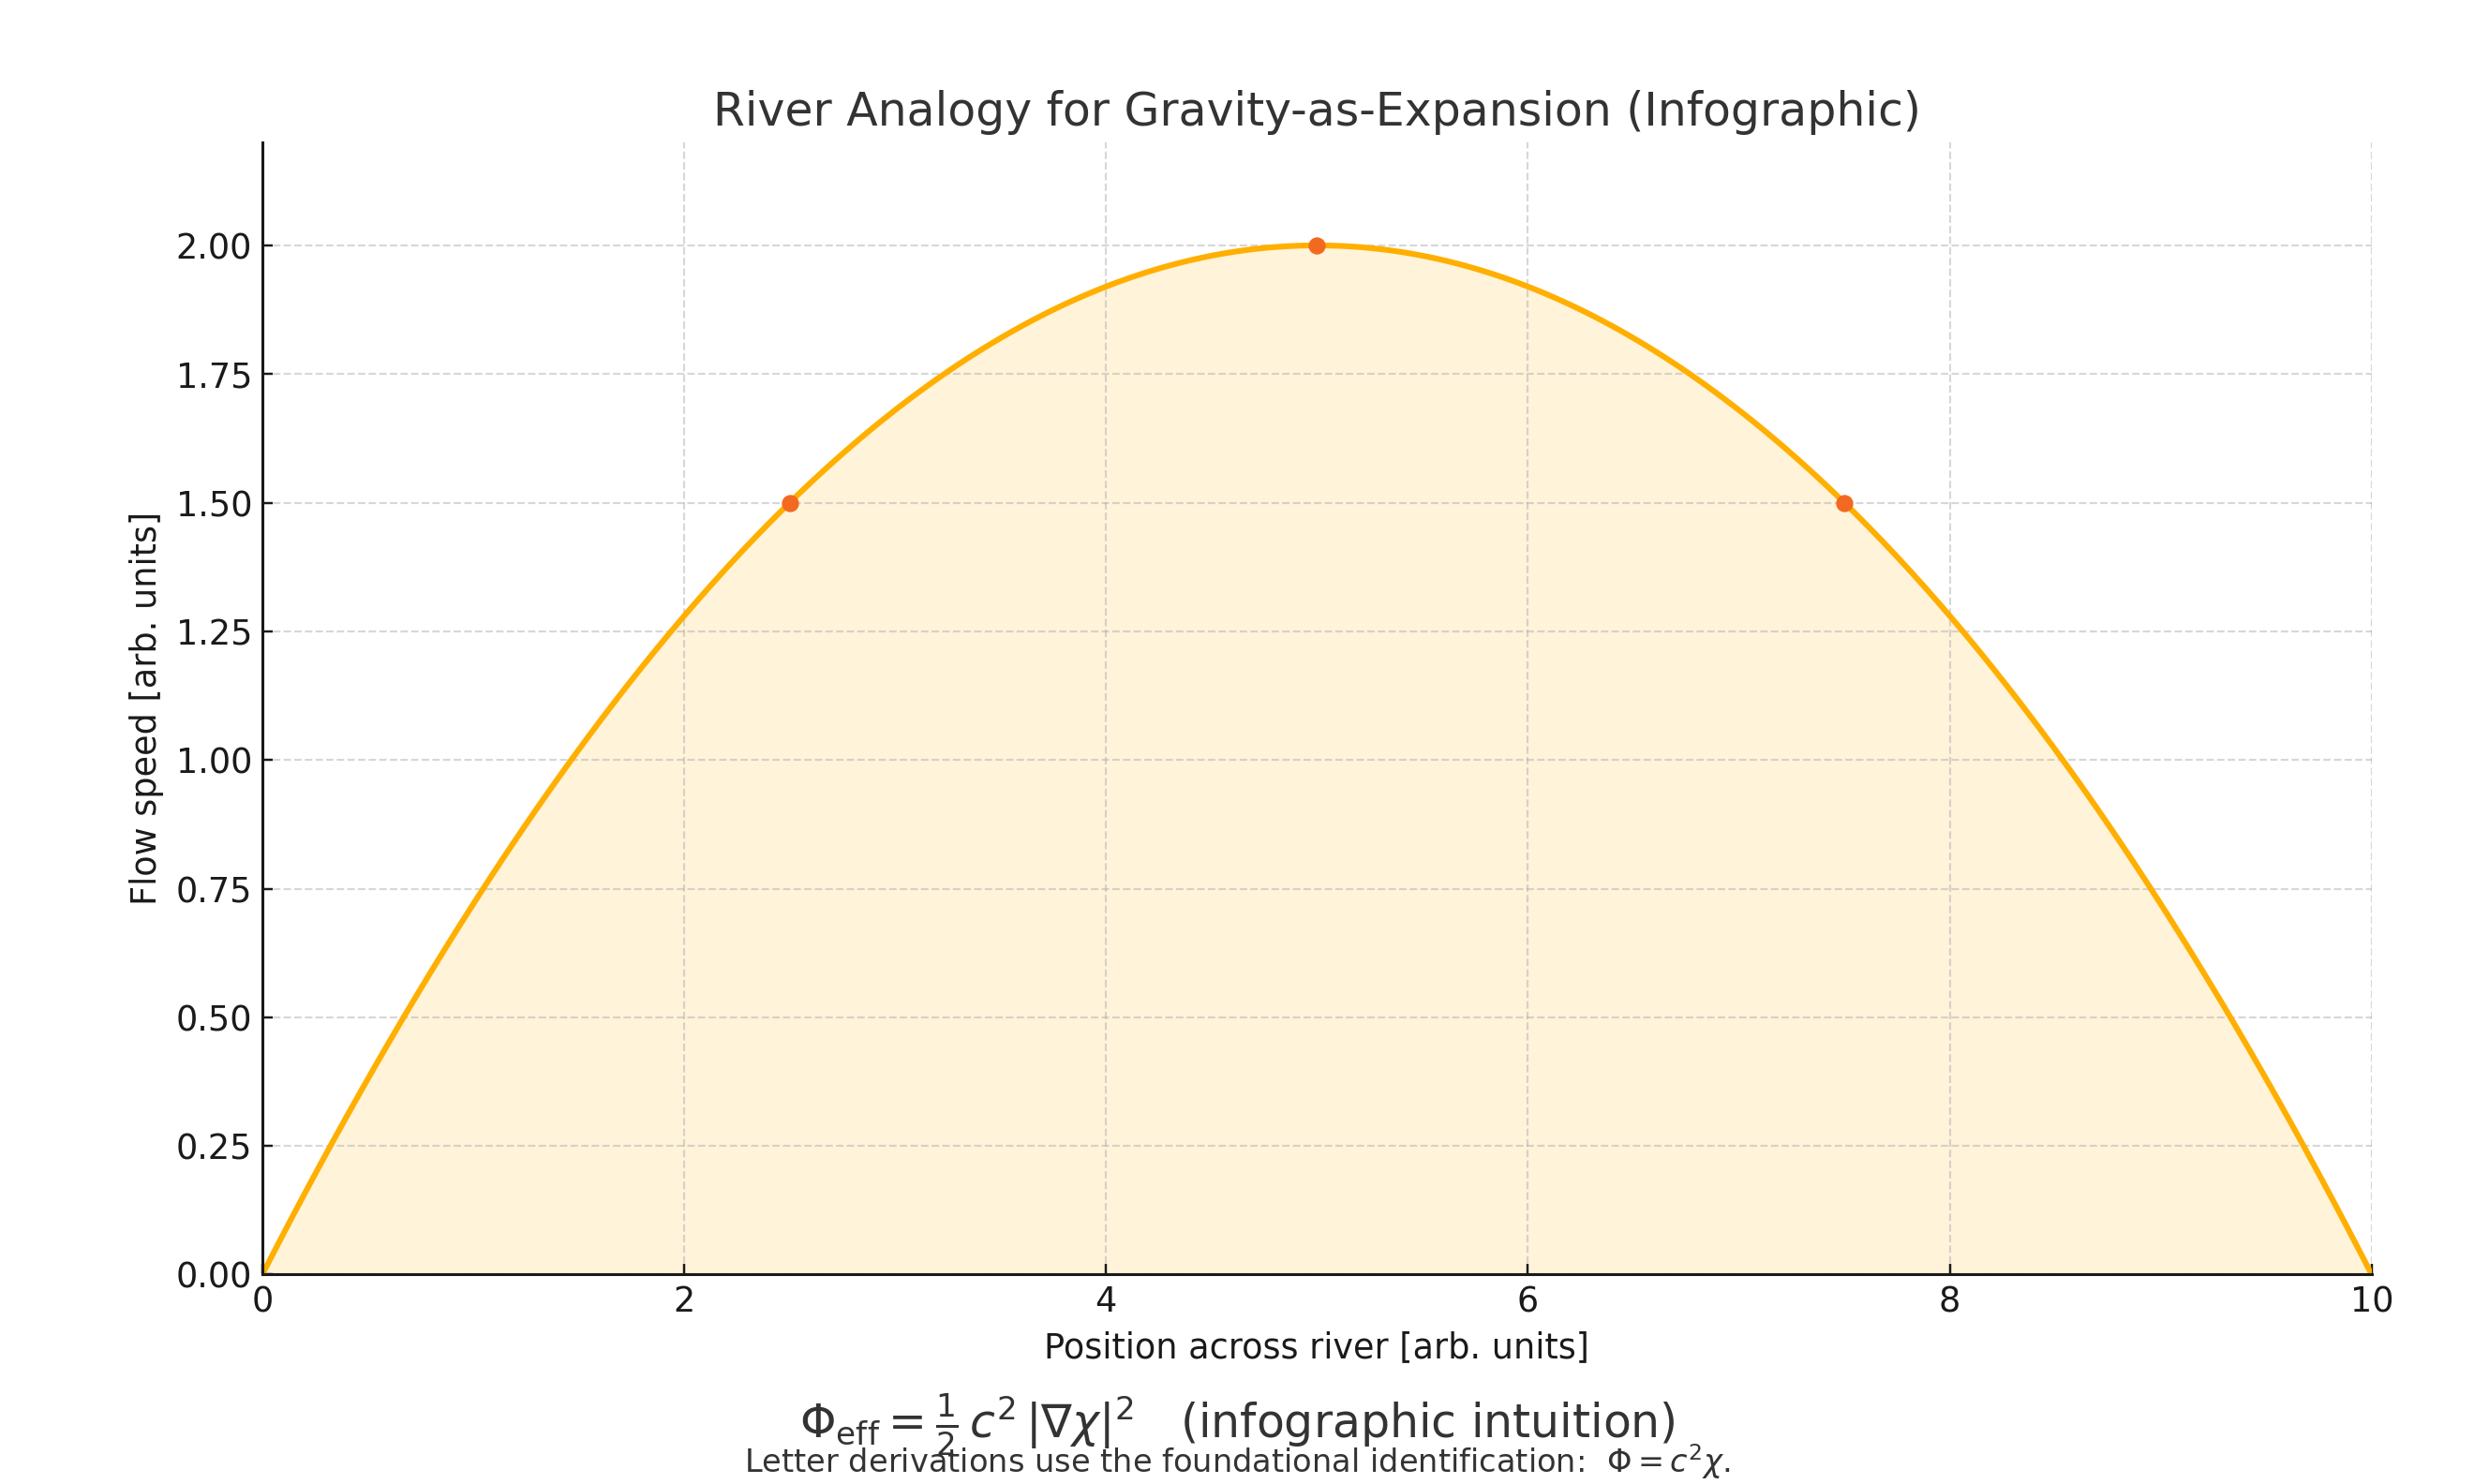 River Analogy for Gravity-as-Expansion (Infographic)
Flow speed [arb. units]
2.00
1.75
1.50
1.25
1.00
0.75
0.50
0.25
0.00
0 2 4 6 8 10
Position across river [arb. units]
Φ_eff = ½ c² |∇χ|² (infographic intuition)
Letter derivations use the foundational identification: Φ = c²χ.